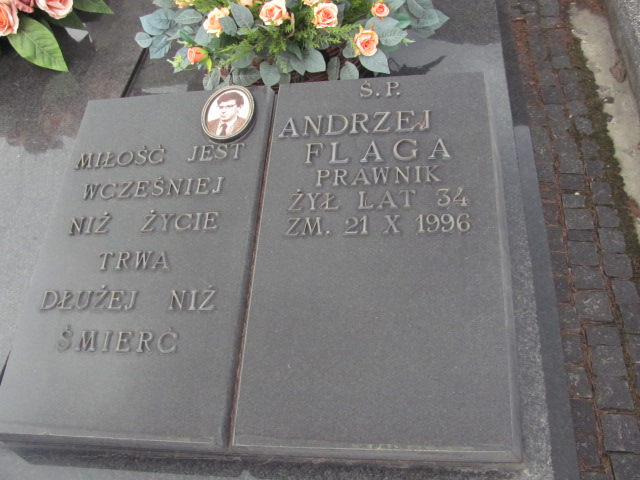 MIŁOŚĆ JEST
WCZEŚNIEJ
NIŻ ŻYCIE
TRWA
DŁUŻEJ NIŻ
ŚMIERĆ
Ś.P.
ANDRZEJ
FLAGA
PRAWNIK
ŻYŁ LAT 34
ZM. 21 X 1996